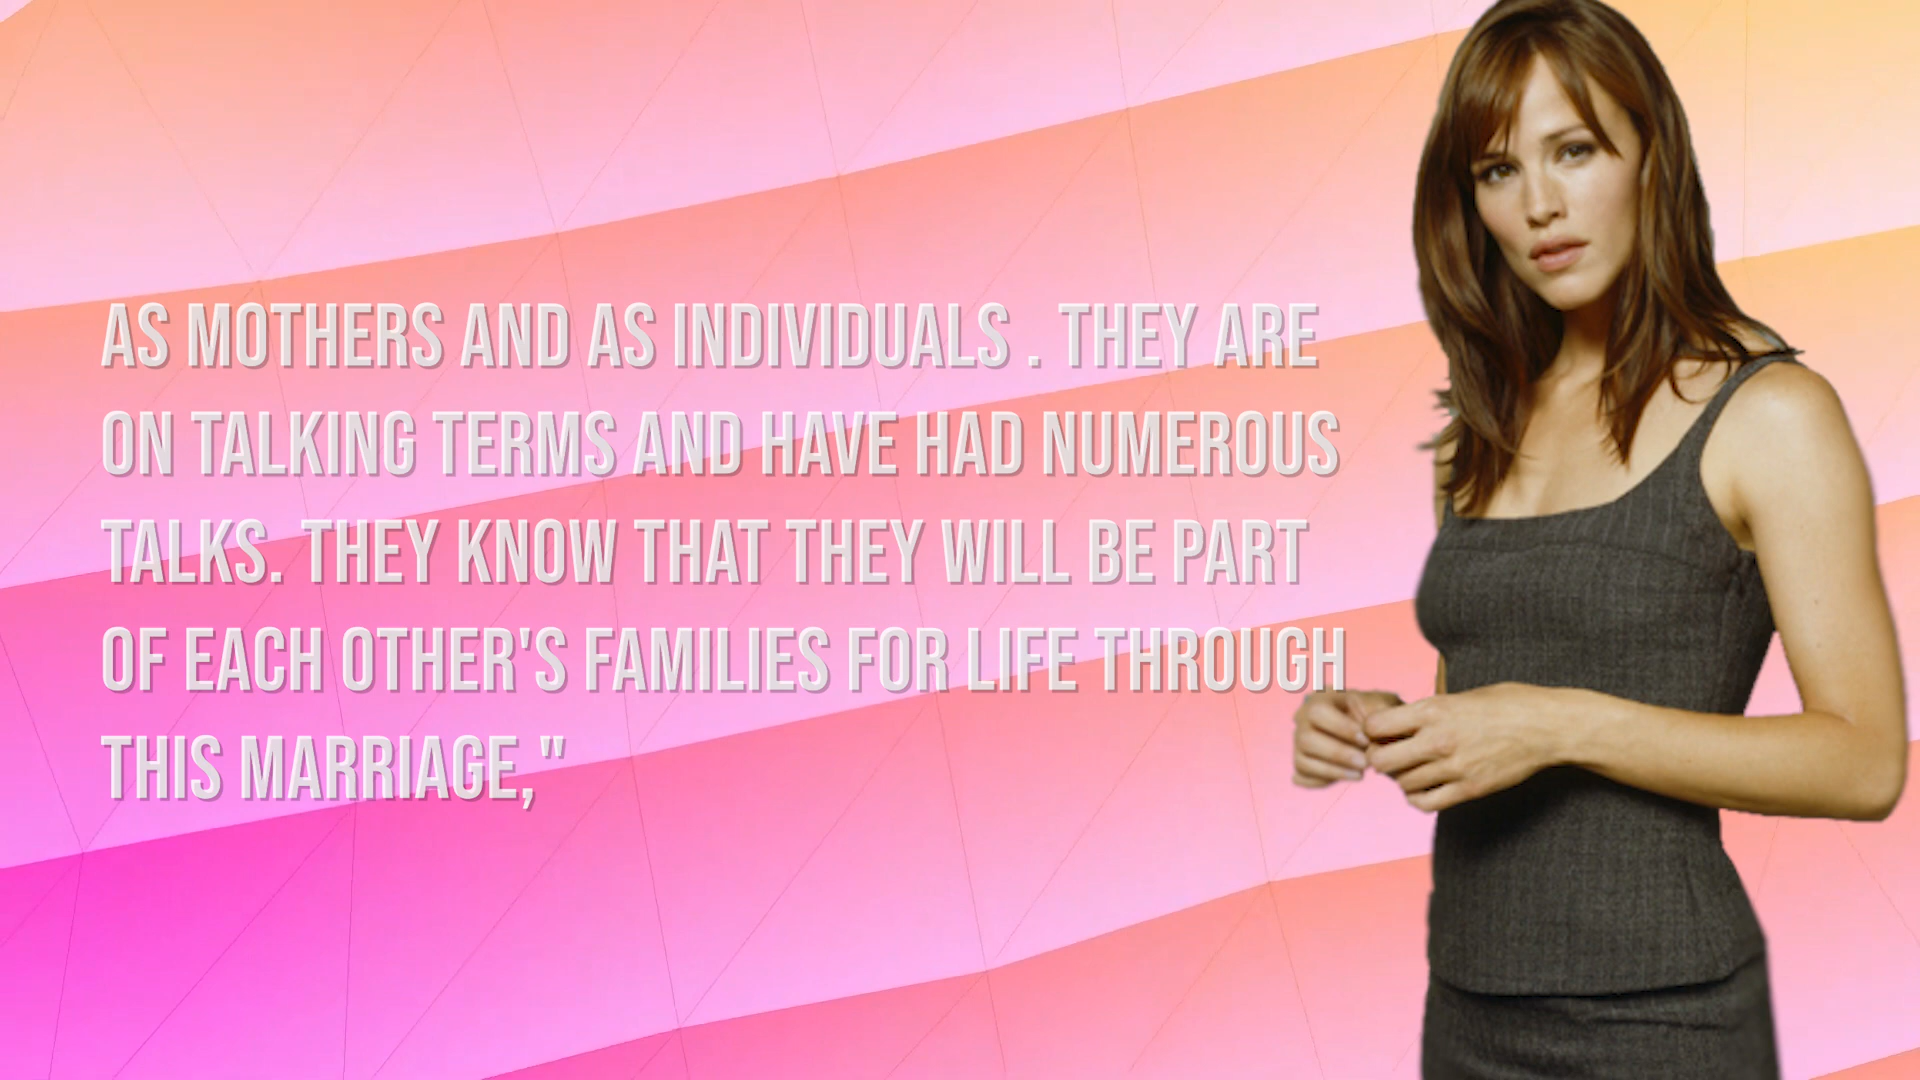 AS MOTHERS AND AS INDIVIDUALS . THEY ARE
ON TALKING TERMS AND HAVE HAD NUMEROUS
TALKS. THEY KNOW THAT THEY WILL BE PART
OF EACH OTHER'S FAMILIES FOR LIFE THROUGH
THIS MARRIAGE,"